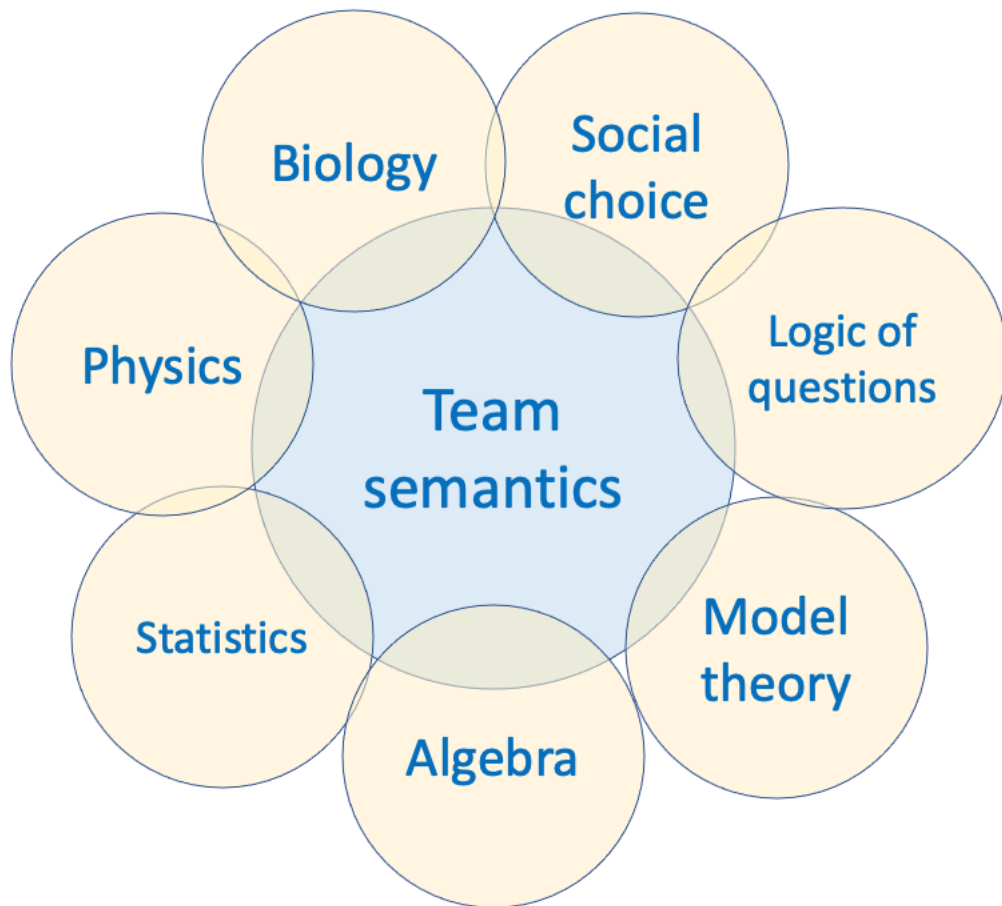 Biology
Social
choice
Physics
Logic of
questions
Team
semantics
Statistics
Model
theory
Algebra